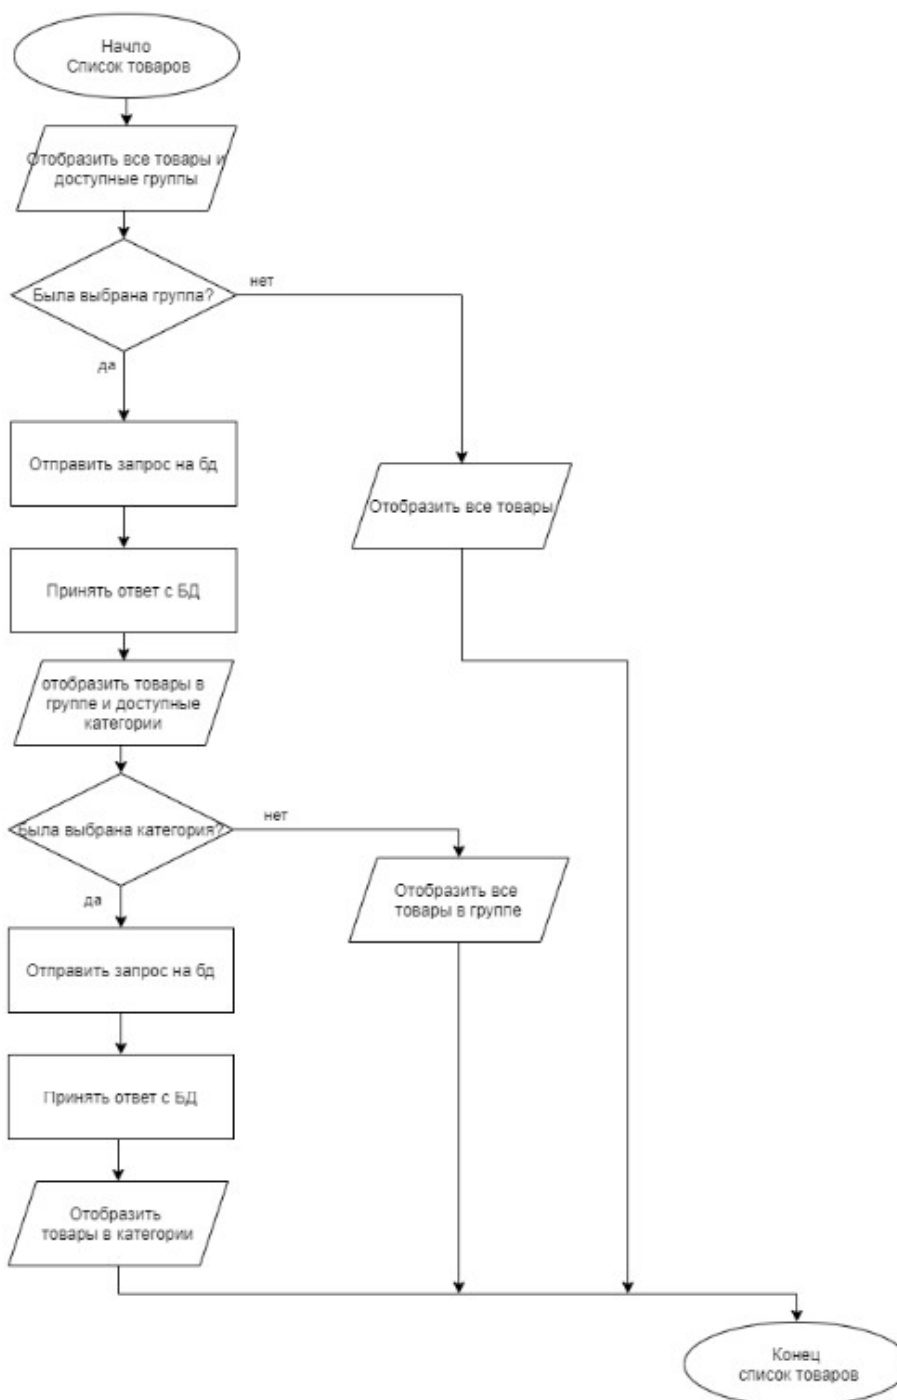 Начло
Список товаров
Отобразить все товары и
доступные группы
Была выбрана группа?
нет
да
Отправить запрос на бд
Отобразить все товары
Принять ответ с БД
отобразить товары в
группе и доступные
категории
Была выбрана категория?
нет
да
Отобразить все
товары в группе
Отправить запрос на бд
Принять ответ с БД
Отобразить
товары в категории
Конец
список товаров